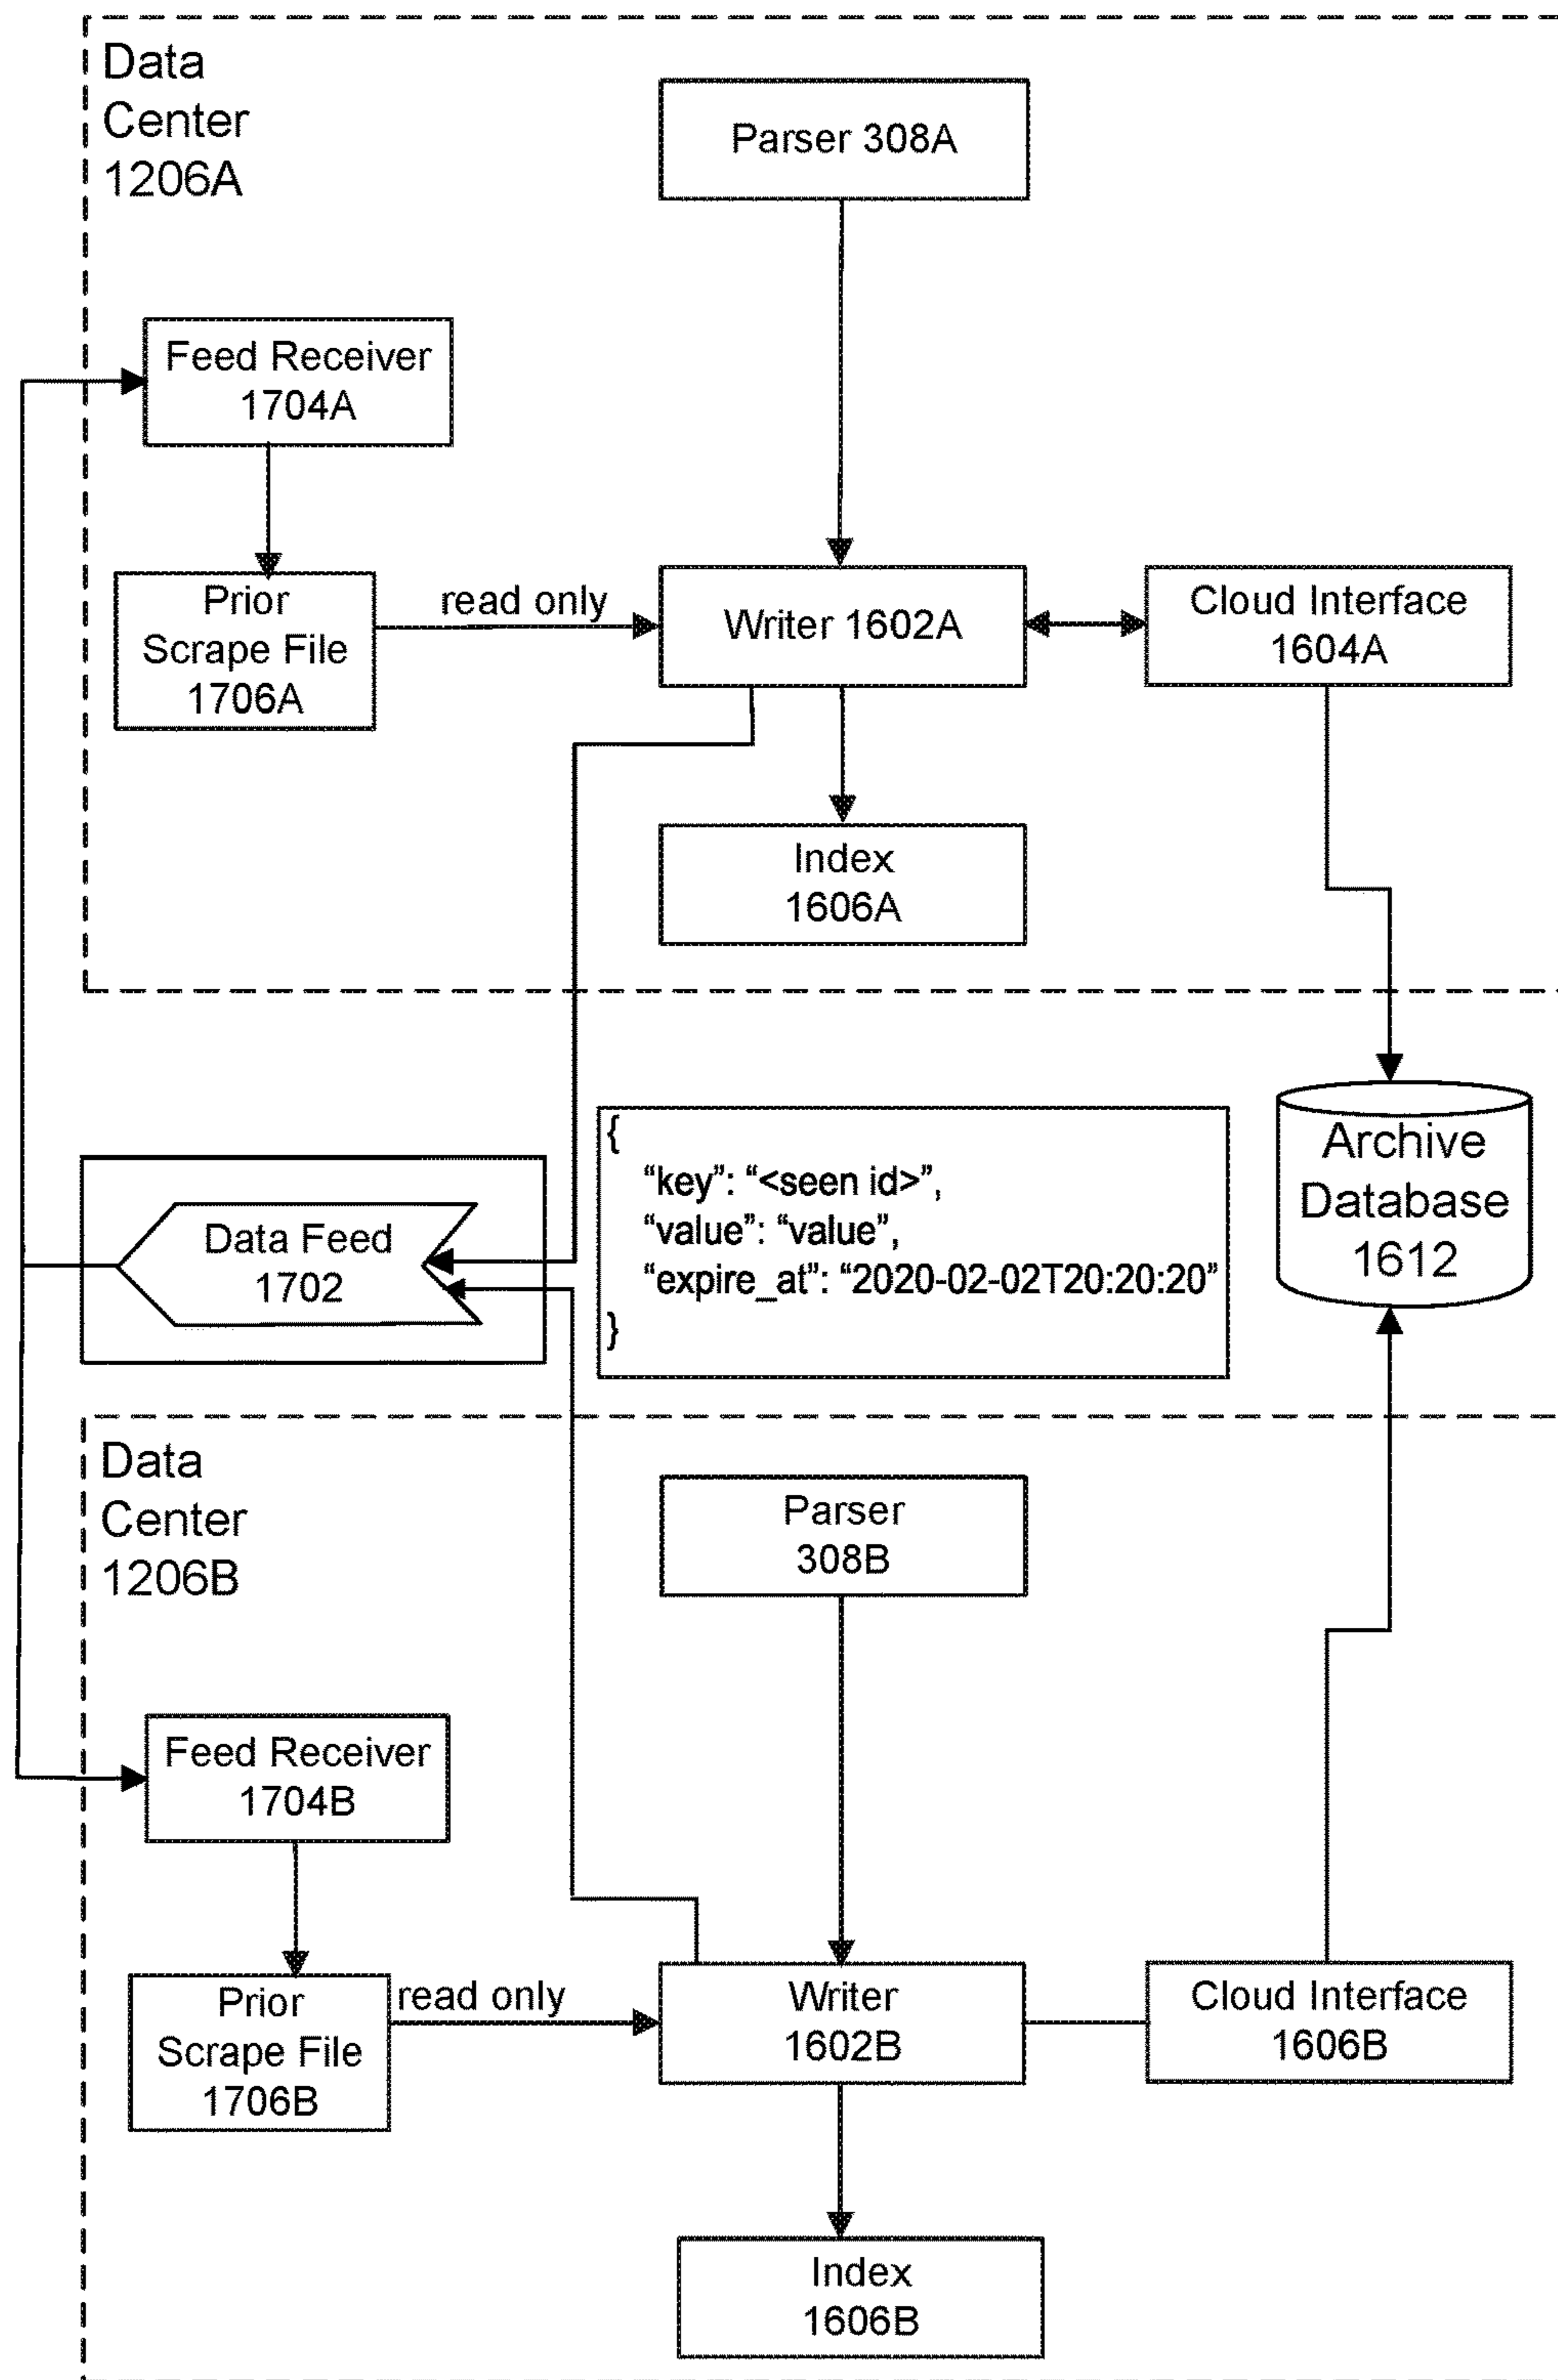 Data
Center
1206A
Parser 308A
Feed Receiver
1704A
Prior
Scrape File
1706A
read only
Writer 1602A
Cloud Interface
1604A
Index
1606A
Data Feed
1702
{
“key”: “<seen id>”,
“value”: “value”,
“expire_at”: “2020-02-02T20:20:20”
}
Archive
Database
1612
Data
Center
1206B
Parser
308B
Feed Receiver
1704B
Prior
Scrape File
1706B
read only
Writer
1602B
Cloud Interface
1606B
Index
1606B